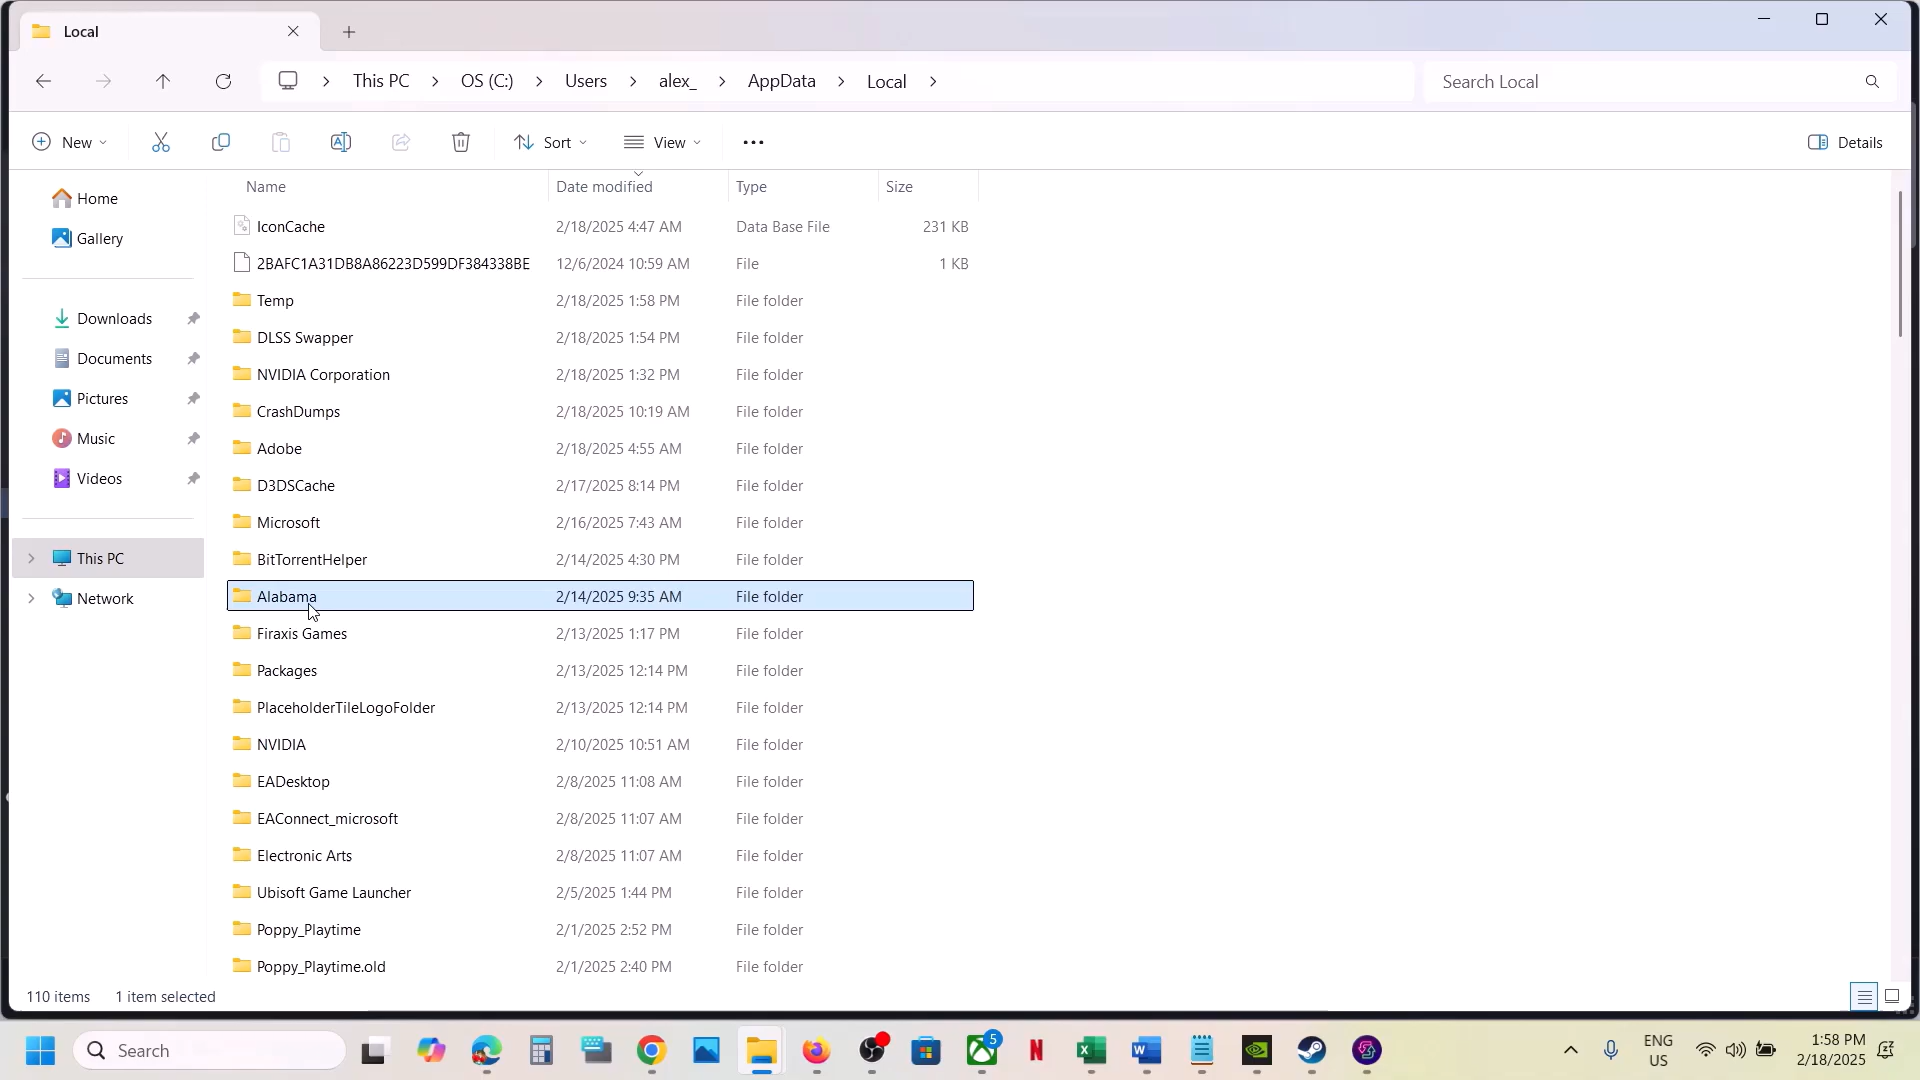 Local
This PC > OS (C:) > Users > alex_ > AppData > Local >
Search Local
New
Sort
View
Details
Name Date modified Type Size
Home
Gallery
Downloads
Documents
Pictures
Music
Videos
This PC
Network
IconCache 2/18/2025 4:47 AM Data Base File 231 KB
2BAFC1A31DB8A86223D599DF384338BE 12/6/2024 10:59 AM File 1 KB
Temp 2/18/2025 1:58 PM File folder
DLSS Swapper 2/18/2025 1:54 PM File folder
NVIDIA Corporation 2/18/2025 1:32 PM File folder
CrashDumps 2/18/2025 10:19 AM File folder
Adobe 2/18/2025 4:55 AM File folder
D3DSCache 2/17/2025 8:14 PM File folder
Microsoft 2/16/2025 7:43 AM File folder
BitTorrentHelper 2/14/2025 4:30 PM File folder
Alabama 2/14/2025 9:35 AM File folder
Firaxis Games 2/13/2025 1:17 PM File folder
Packages 2/13/2025 12:14 PM File folder
PlaceholderTileLogoFolder 2/13/2025 12:14 PM File folder
NVIDIA 2/10/2025 10:51 AM File folder
EADesktop 2/8/2025 11:08 AM File folder
EAConnect_microsoft 2/8/2025 11:07 AM File folder
Electronic Arts 2/8/2025 11:07 AM File folder
Ubisoft Game Launcher 2/5/2025 1:44 PM File folder
Poppy_Playtime 2/1/2025 2:52 PM File folder
Poppy_Playtime.old 2/1/2025 2:40 PM File folder
110 items 1 item selected
Search
5
ENG
US
1:58 PM
2/18/2025